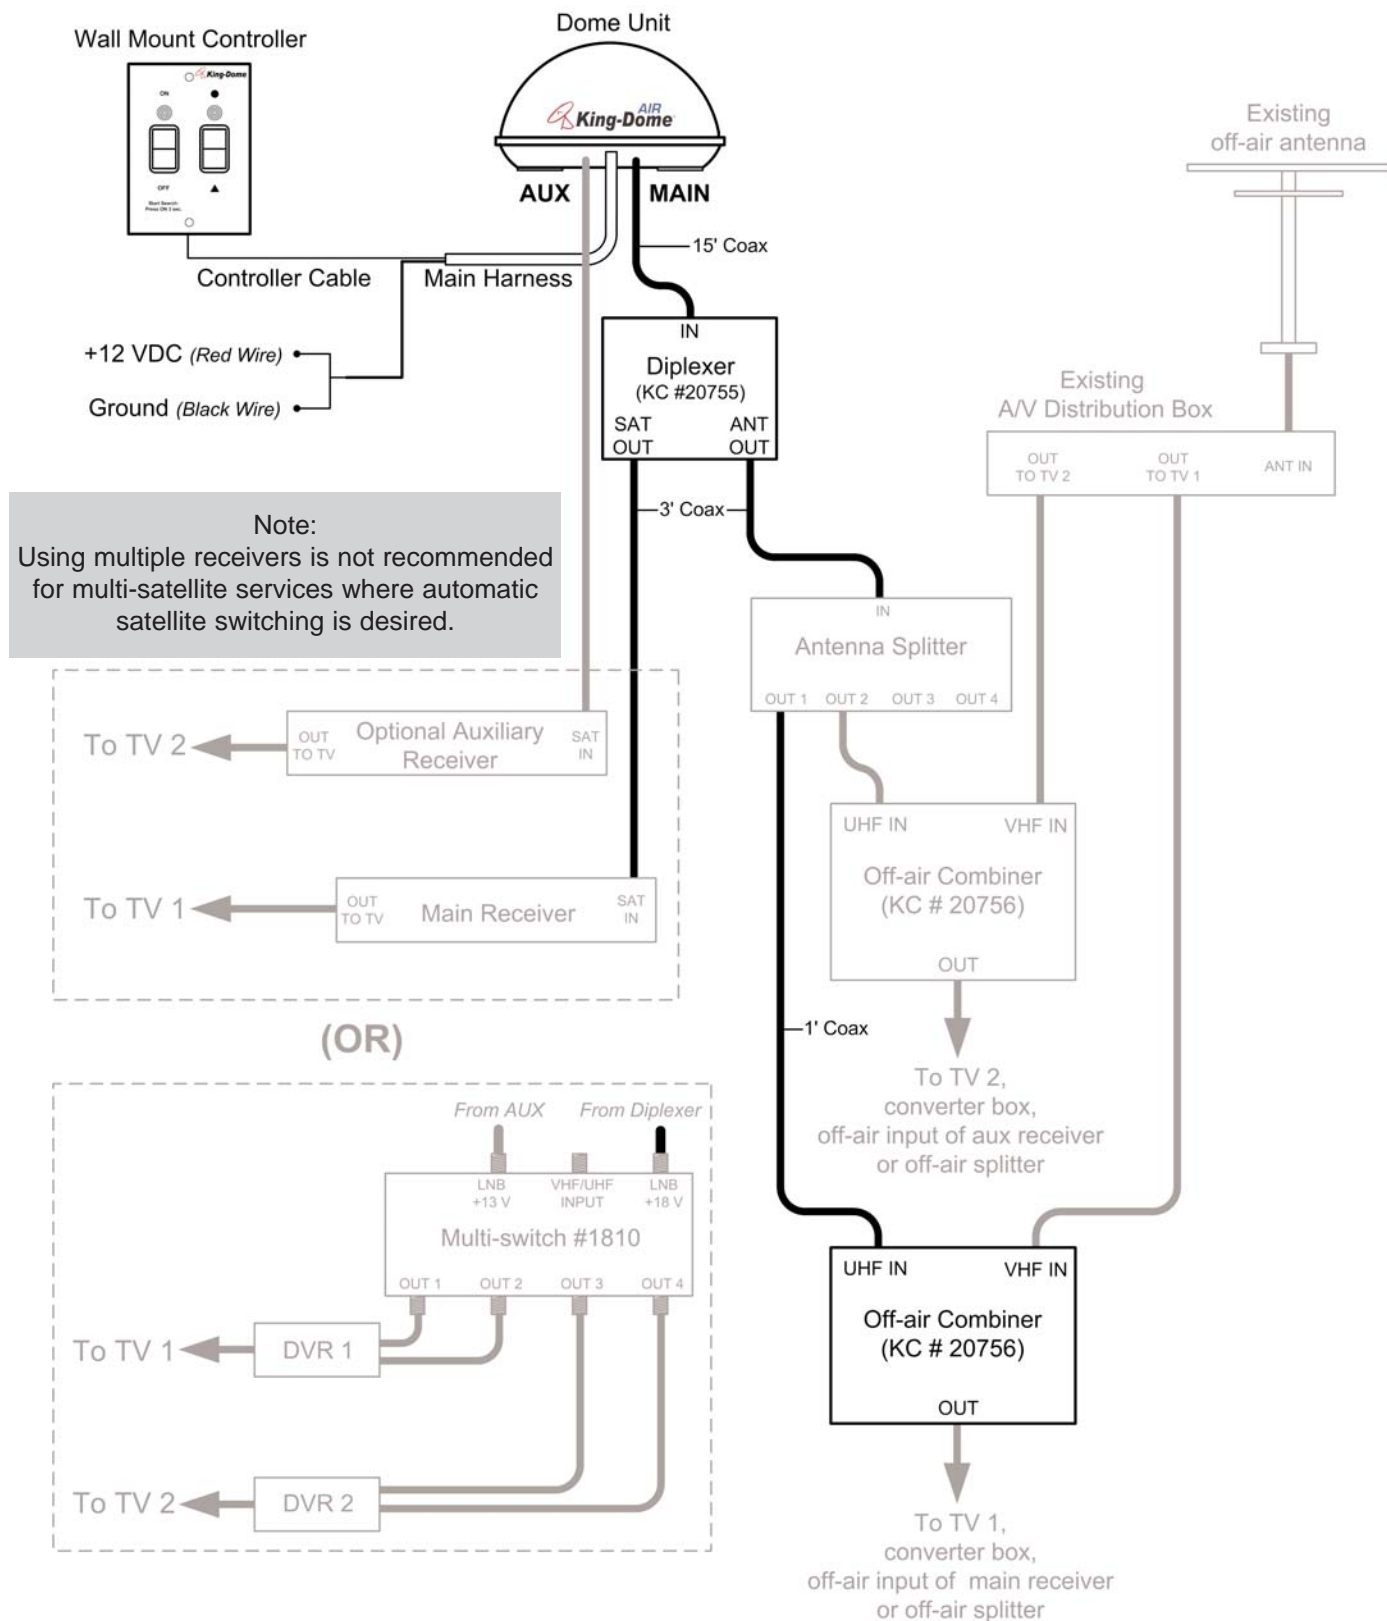 Wall Mount Controller
King-Dome
ON
OFF
Start Search-
Press ON 3 sec.
Dome Unit
AIR
King-Dome
AUX
MAIN
15' Coax
Controller Cable
Main Harness
+12 VDC (Red Wire)
Ground (Black Wire)
IN
Diplexer
(KC #20755)
SAT
OUT
ANT
OUT
3' Coax
Existing
off-air antenna
Existing
A/V Distribution Box
OUT
TO TV 2
OUT
TO TV 1
ANT IN
Note:
Using multiple receivers is not recommended
for multi-satellite services where automatic
satellite switching is desired.
IN
Antenna Splitter
OUT 1 OUT 2 OUT 3 OUT 4
To TV 2
OUT
TO TV
Optional Auxiliary
Receiver
SAT
IN
To TV 1
OUT
TO TV
Main Receiver
SAT
IN
UHF IN
VHF IN
Off-air Combiner
(KC # 20756)
OUT
To TV 2,
converter box,
off-air input of aux receiver
or off-air splitter
1' Coax
(OR)
From AUX
From Diplexer
LNB
+13 V
VHF/UHF
INPUT
LNB
+18 V
Multi-switch #1810
OUT 1 OUT 2 OUT 3 OUT 4
To TV 1
DVR 1
To TV 2
DVR 2
UHF IN
VHF IN
Off-air Combiner
(KC # 20756)
OUT
To TV 1,
converter box,
off-air input of main receiver
or off-air splitter